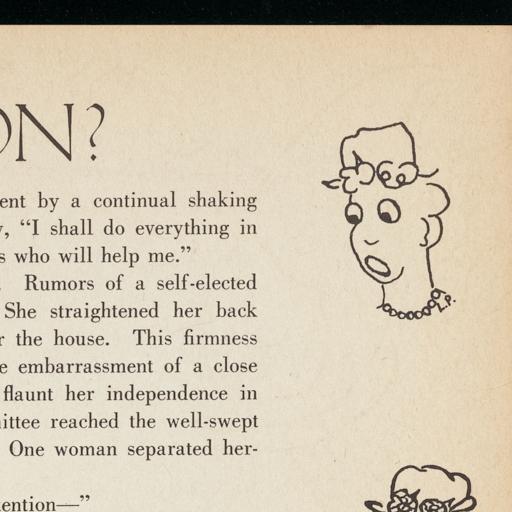 ON?
ent by a continual shaking
y, “I shall do everything in
s who will help me.”
Rumors of a self-elected
She straightened her back
r the house. This firmness
e embarrassment of a close
flaunt her independence in
ittee reached the well-swept
One woman separated her-
ention—”
L.P.